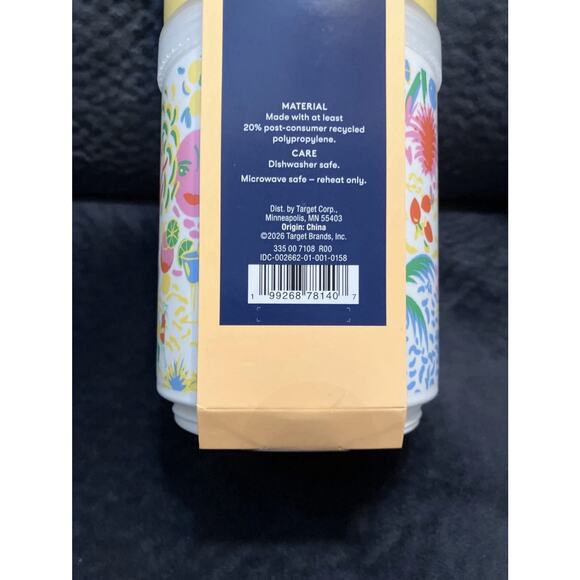 MATERIAL
Made with at least
20% post-consumer recycled
polypropylene.
CARE
Dishwasher safe.
Microwave safe – reheat only.
Dist. by Target Corp.,
Minneapolis, MN 55403
Origin: China
©2026 Target Brands, Inc.
335 00 7108 R00
IDC-002662-01-001-0158
1 99268 78140 7